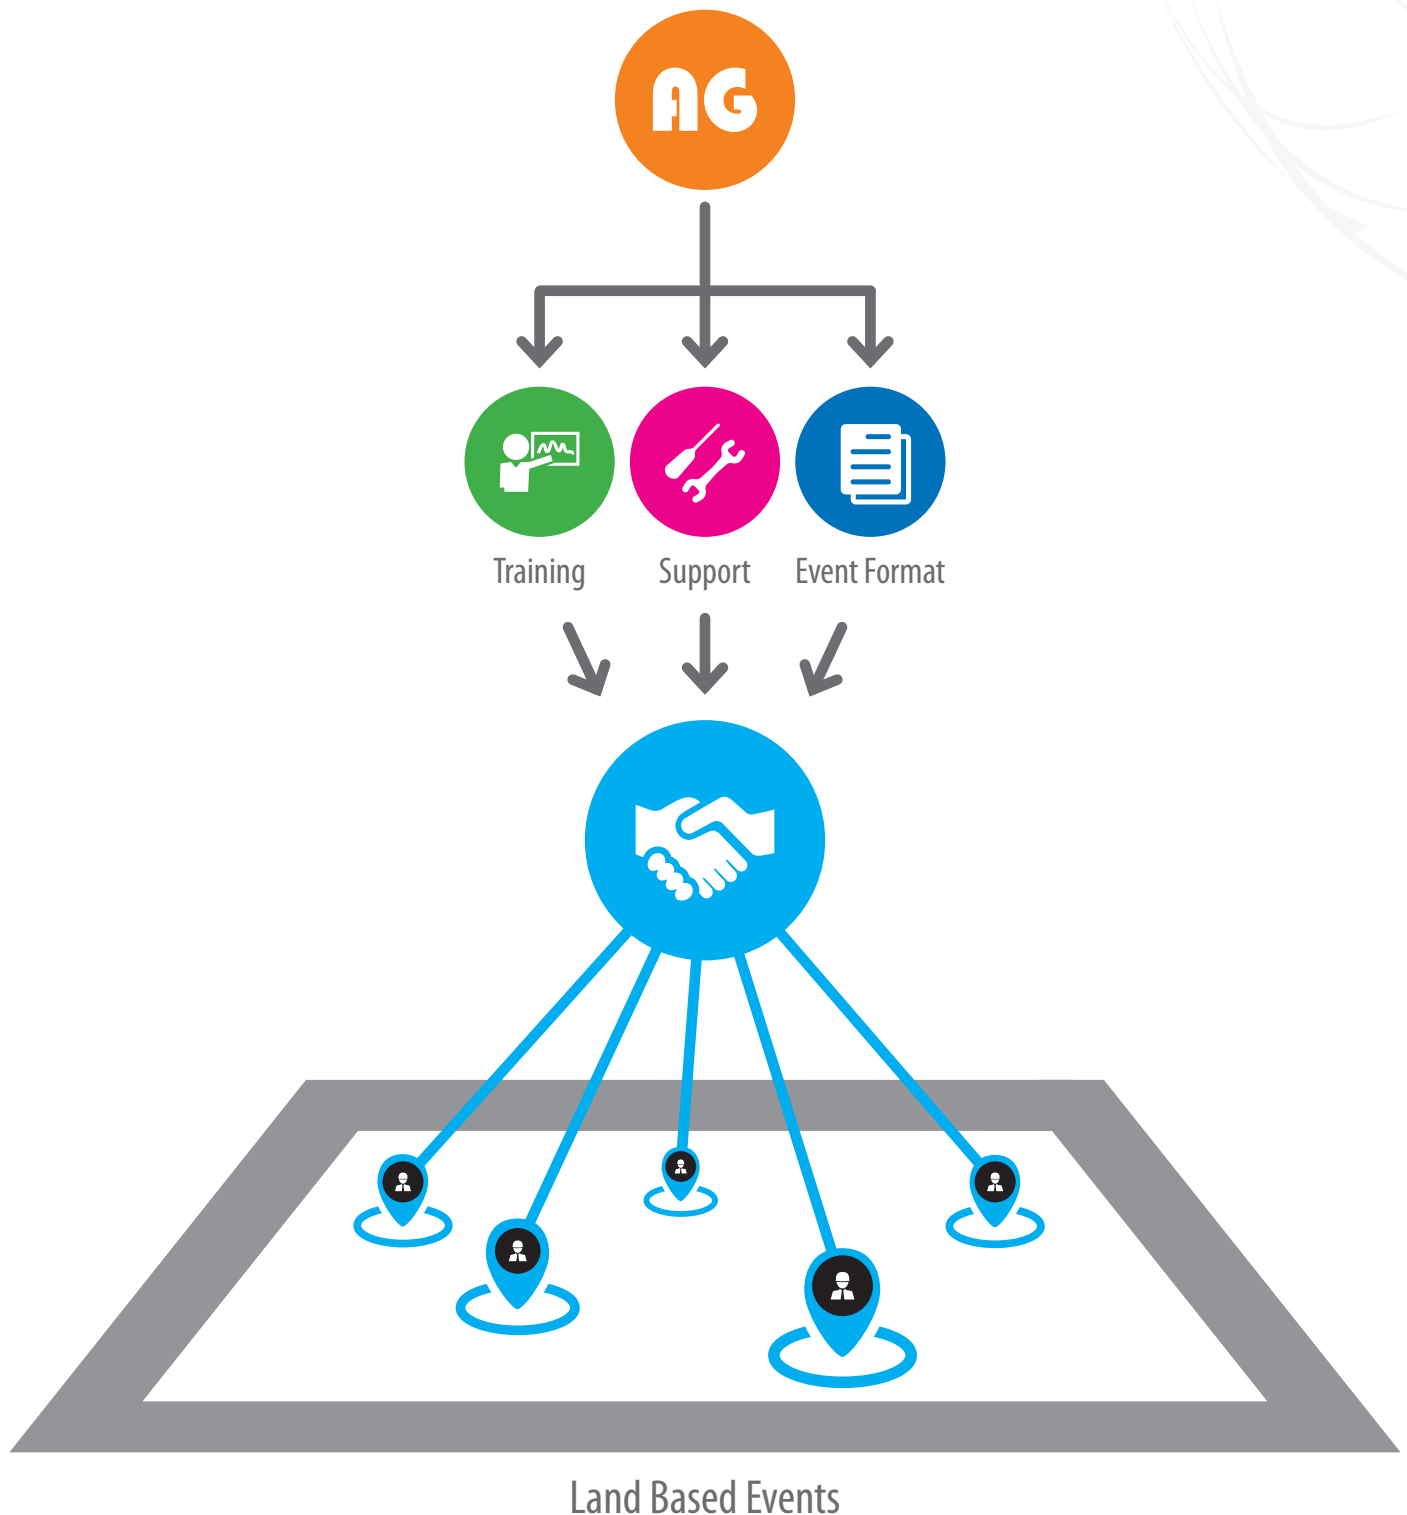 AG
Training
Support
Event Format
Land Based Events